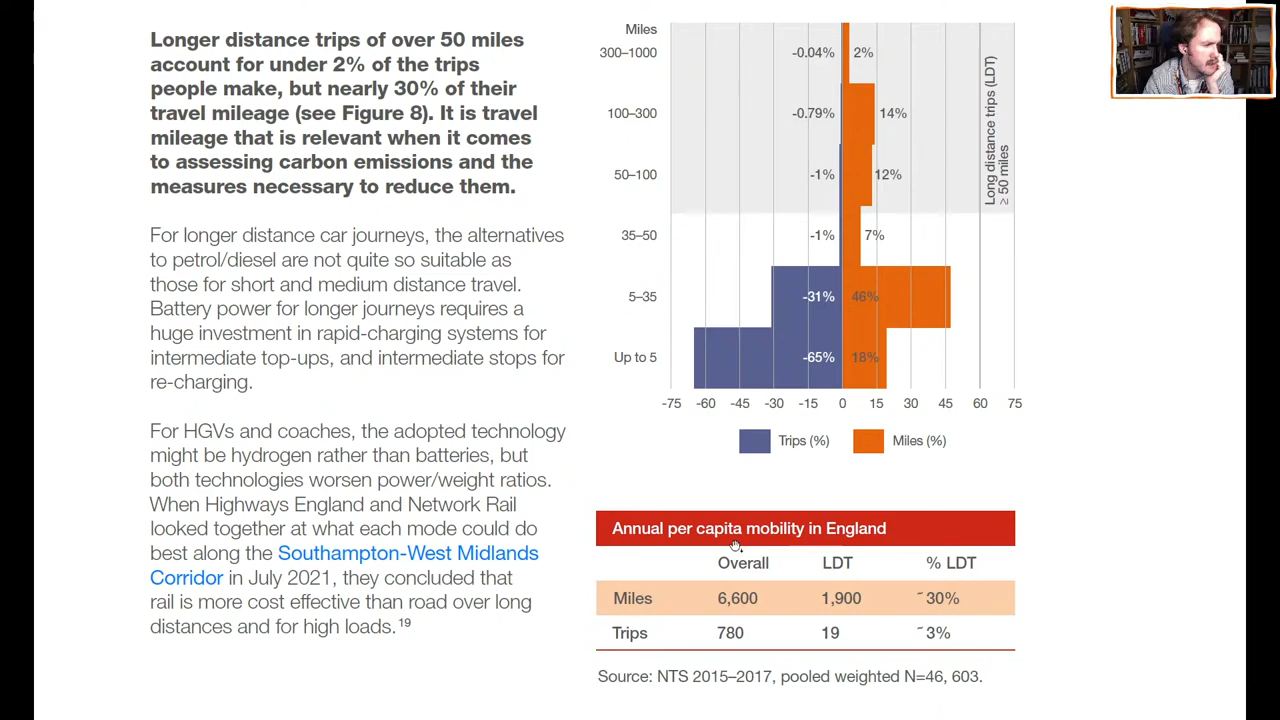 Longer distance trips of over 50 miles
account for under 2% of the trips
people make, but nearly 30% of their
travel mileage (see Figure 8). It is travel
mileage that is relevant when it comes
to assessing carbon emissions and the
measures necessary to reduce them.
For longer distance car journeys, the alternatives
to petrol/diesel are not quite so suitable as
those for short and medium distance travel.
Battery power for longer journeys requires a
huge investment in rapid-charging systems for
intermediate top-ups, and intermediate stops for
re-charging.
For HGVs and coaches, the adopted technology
might be hydrogen rather than batteries, but
both technologies worsen power/weight ratios.
When Highways England and Network Rail
looked together at what each mode could do
best along the Southampton-West Midlands
Corridor in July 2021, they concluded that
rail is more cost effective than road over long
distances and for high loads. 19
Miles
300–1000 -0.04% 2%
100–300 -0.79% 14%
50–100 -1% 12%
35–50 -1% 7%
5–35 -31% 46%
Up to 5 -65% 18%
-75 -60 -45 -30 -15 0 15 30 45 60 75
Long distance trips (LDT)
≥ 50 miles
Trips (%) Miles (%)
Annual per capita mobility in England
Overall LDT % LDT
Miles 6,600 1,900 ˜30%
Trips 780 19 ˜3%
Source: NTS 2015–2017, pooled weighted N=46, 603.